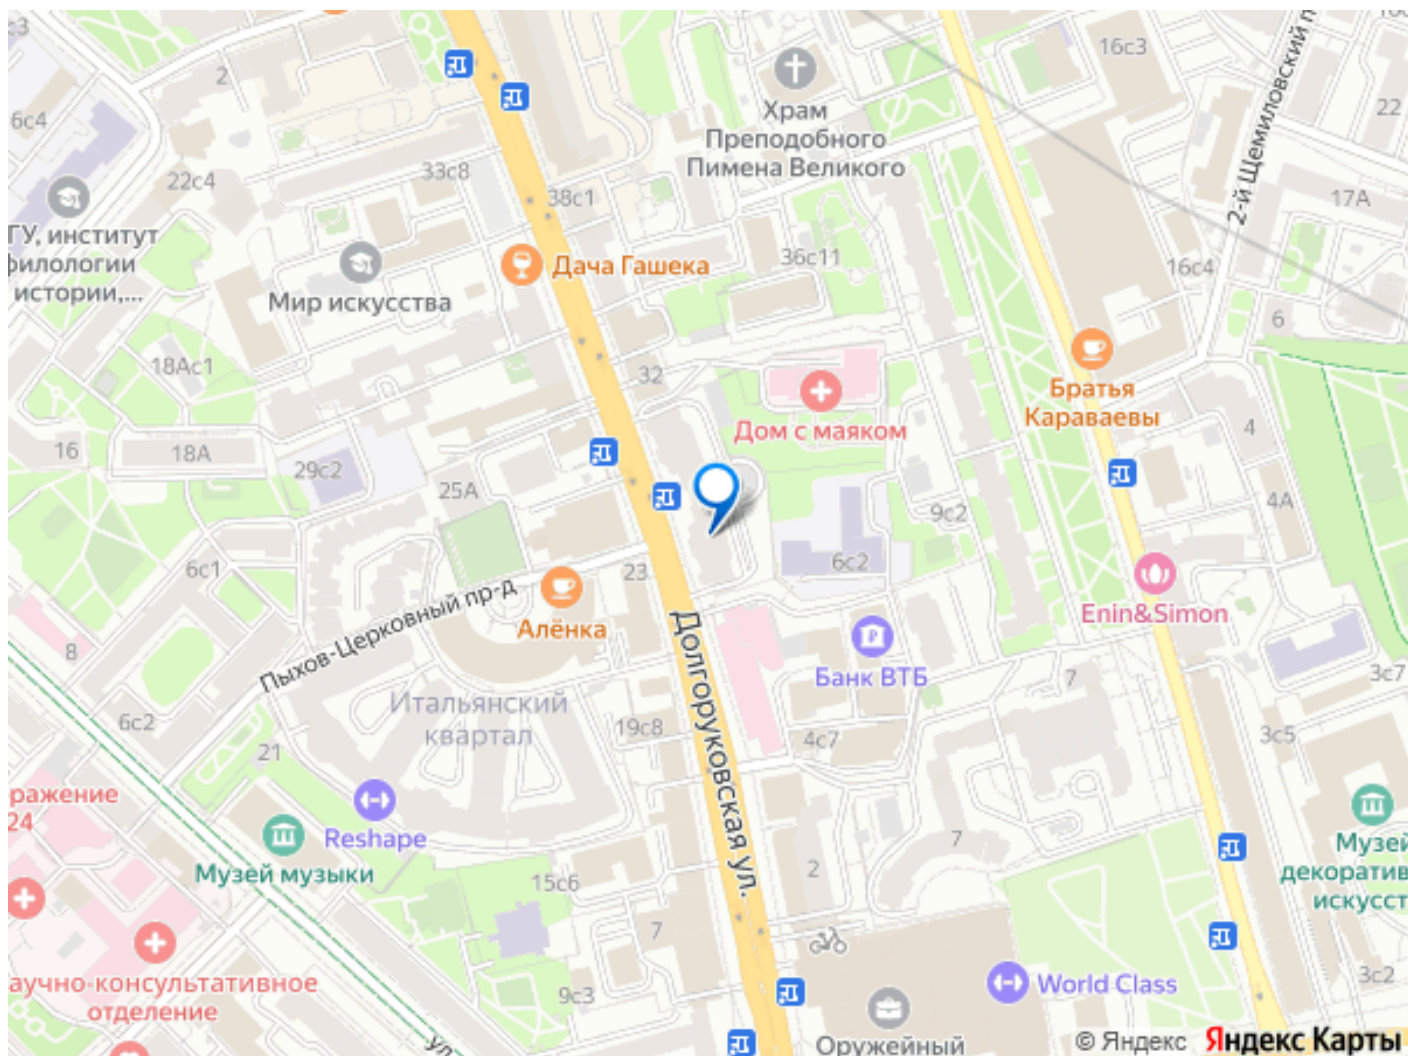 с3
2
6с4
22с4
33с8
38с1
16с3
2-й Щемиловский п
22
17А
Храм
Преподобного
Пимена Великого
ГУ, институт
филологии
истории,...
Мир искусства
Дача Гашека
36с11
16с4
6
18Ас1
32
Братья
Караваевы
Дом с маяком
16
18А
29с2
25А
4
4А
9с2
6с2
6с1
23
Пыхов-Церковный пр-д
Алёнка
Долгоруковская ул.
Enin&Simon
8
Банк ВТБ
7
3с7
6с2
Итальянский
квартал
19с8
4с7
3с5
21
ражение
24
Reshape
Музей музыки
7
Музей
декоратив
искусст
15с6
2
7
аучно-консультативное
отделение
9с3
World Class
3с2
Оружейный
ул
© Яндекс Яндекс Карты